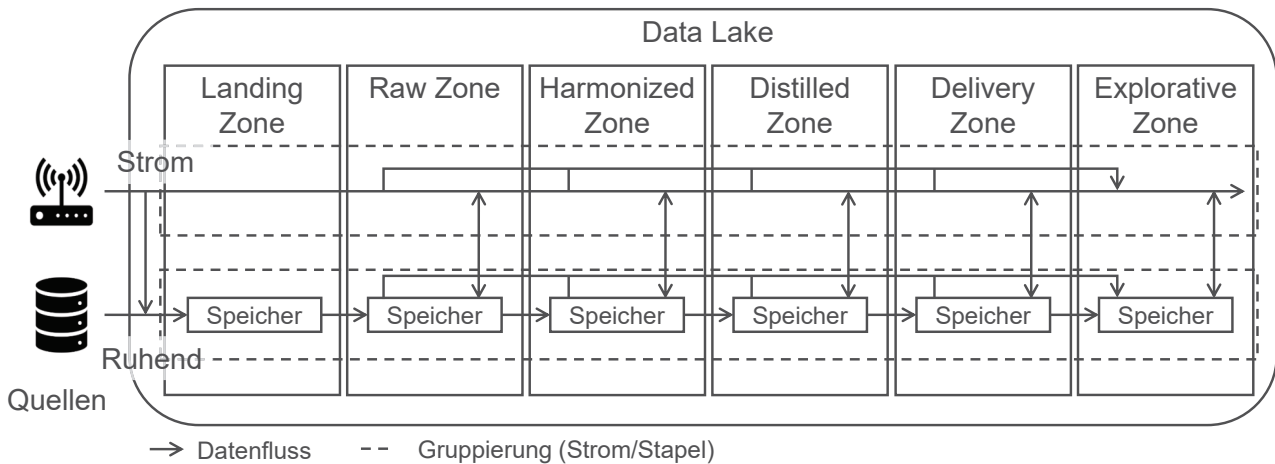 Data Lake
Landing
Zone
Raw Zone
Harmonized
Zone
Distilled
Zone
Delivery
Zone
Explorative
Zone
Strom
Speicher
Speicher
Speicher
Speicher
Speicher
Speicher
Ruhend
Quellen
Datenfluss
Gruppierung (Strom/Stapel)